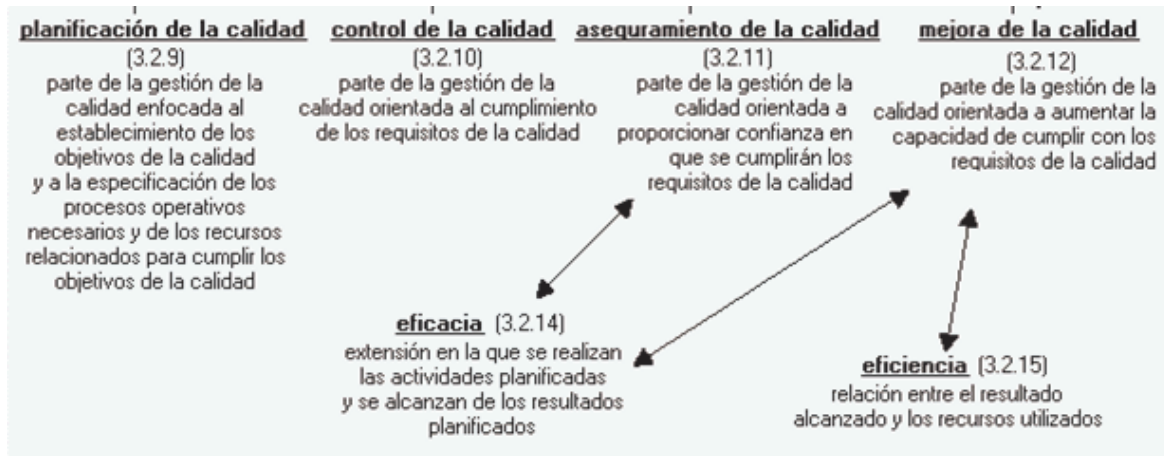 planificación de la calidad
(3.2.9)
parte de la gestión de la
calidad enfocada al
establecimiento de los
objetivos de la calidad
y a la especificación de los
procesos operativos
necesarios y de los recursos
relacionados para cumplir los
objetivos de la calidad
control de la calidad
(3.2.10)
parte de la gestión de la
calidad orientada al cumplimiento
de los requisitos de la calidad
aseguramiento de la calidad
(3.2.11)
parte de la gestión de la
calidad orientada a
proporcionar confianza en
que se cumplirán los
requisitos de la calidad
mejora de la calidad
(3.2.12)
parte de la gestión de la
calidad orientada a aumentar la
capacidad de cumplir con los
requisitos de la calidad
eficacia (3.2.14)
extensión en la que se realizan
las actividades planificadas
y se alcanzan de los resultados
planificados
eficiencia (3.2.15)
relación entre el resultado
alcanzado y los recursos utilizados